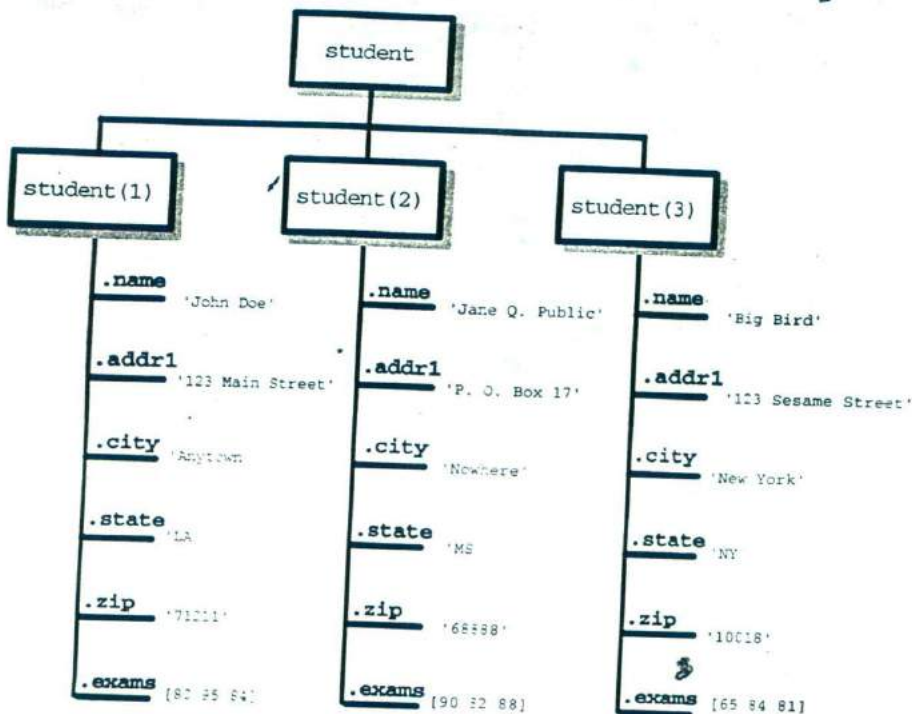 student
student(1)
.name 'John Doe'
.addr1 '123 Main Street'
.city 'Anytown
.state 'LA
.zip
.exams
student(2)
.name 'Jane Q. Public'
.addr1 'P. O. Box 17'
.city 'Nowhere'
.state 'MS
.zip
.exams [90 82 88]
student(3)
.name 'Big Bird'
.addr1 '123 Sesame Street'
.city 'New York'
.state 'NY
.zip '10018'
.exams [65 84 81]